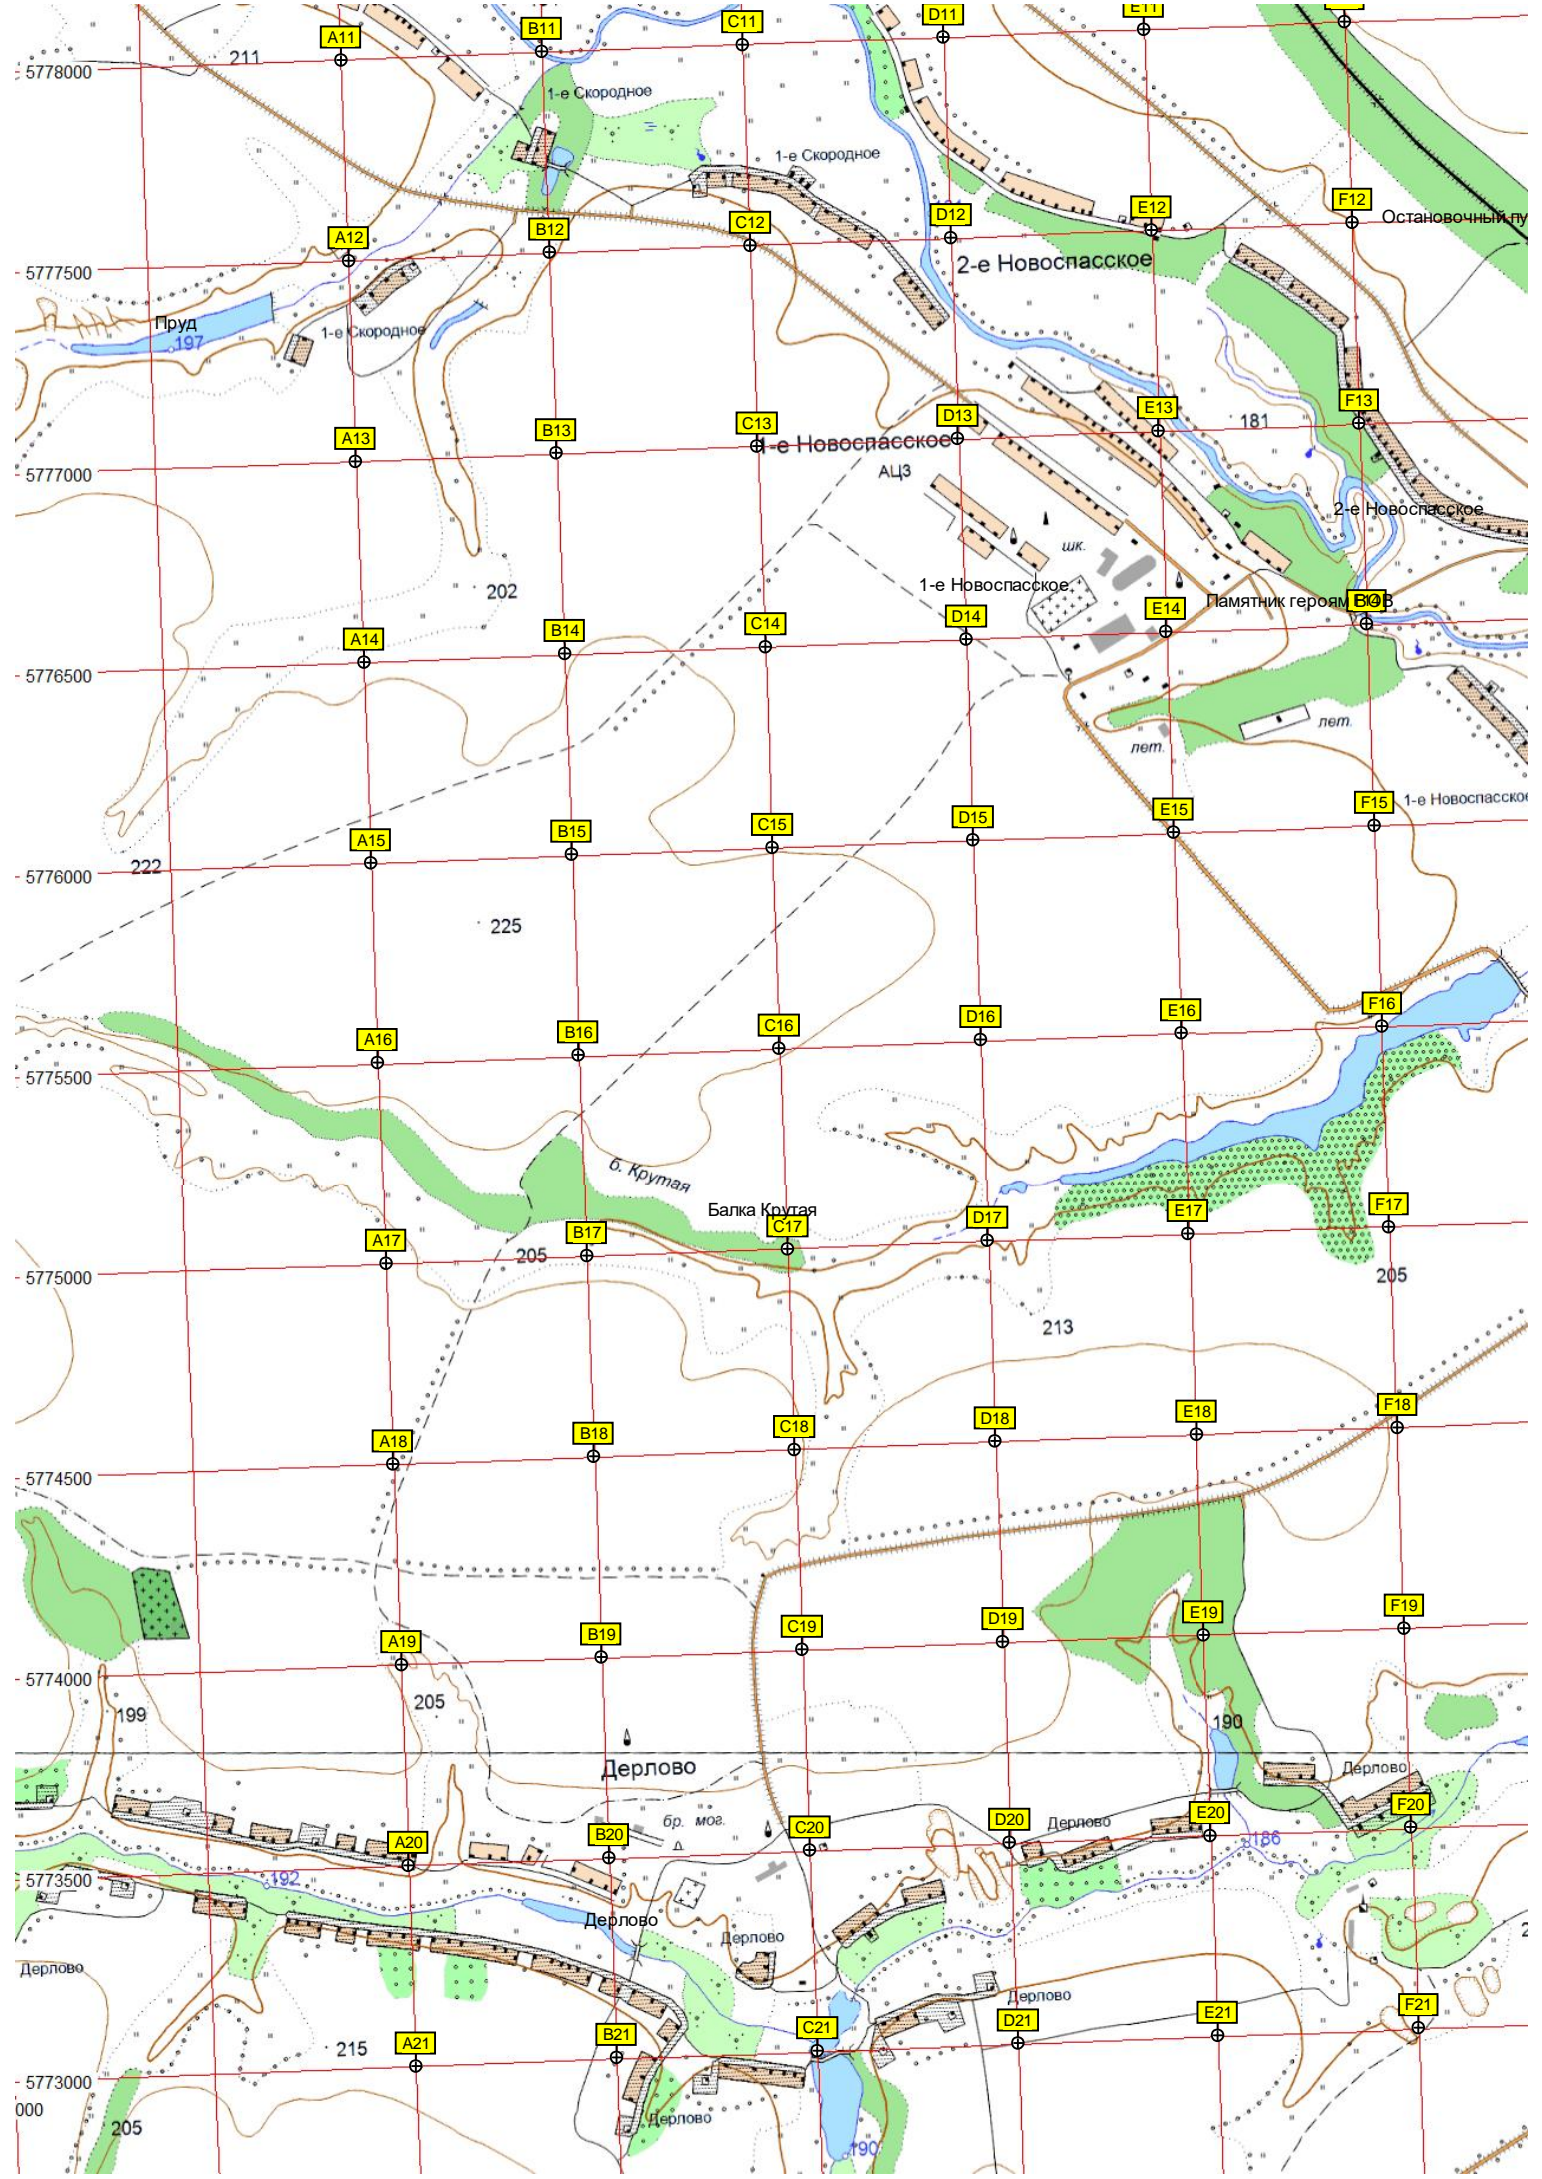 A11
B11
C11
D11
E11
5778000
211
1-е Скородное
1-е Скородное
A12
B12
C12
D12
E12
F12
Остановочный пу
2-е Новоспасское
5777500
Пруд
197
1-е Скородное
A13
B13
C13
D13
E13
F13
181
1-е Новоспасское
АЦЗ
5777000
2-е Новоспасское
шк.
202
1-е Новоспасское
Памятник героям ВОВ
A14
B14
C14
D14
E14
F14
5776500
лет.
лет.
1-е Новоспасское
A15
B15
C15
D15
E15
F15
222
5776000
225
A16
B16
C16
D16
E16
F16
5775500
б. Крутая
Балка Крутая
A17
B17
C17
D17
E17
F17
205
5775000
205
213
A18
B18
C18
D18
E18
F18
5774500
A19
B19
C19
D19
E19
F19
5774000
205
199
190
Дерлово
Дерлово
бр. мог.
Дерлово
A20
B20
C20
D20
E20
F20
186
5773500
192
Дерлово
Дерлово
Дерлово
2
Дерлово
A21
B21
C21
D21
E21
F21
215
5773000
000
205
Дерлово
190